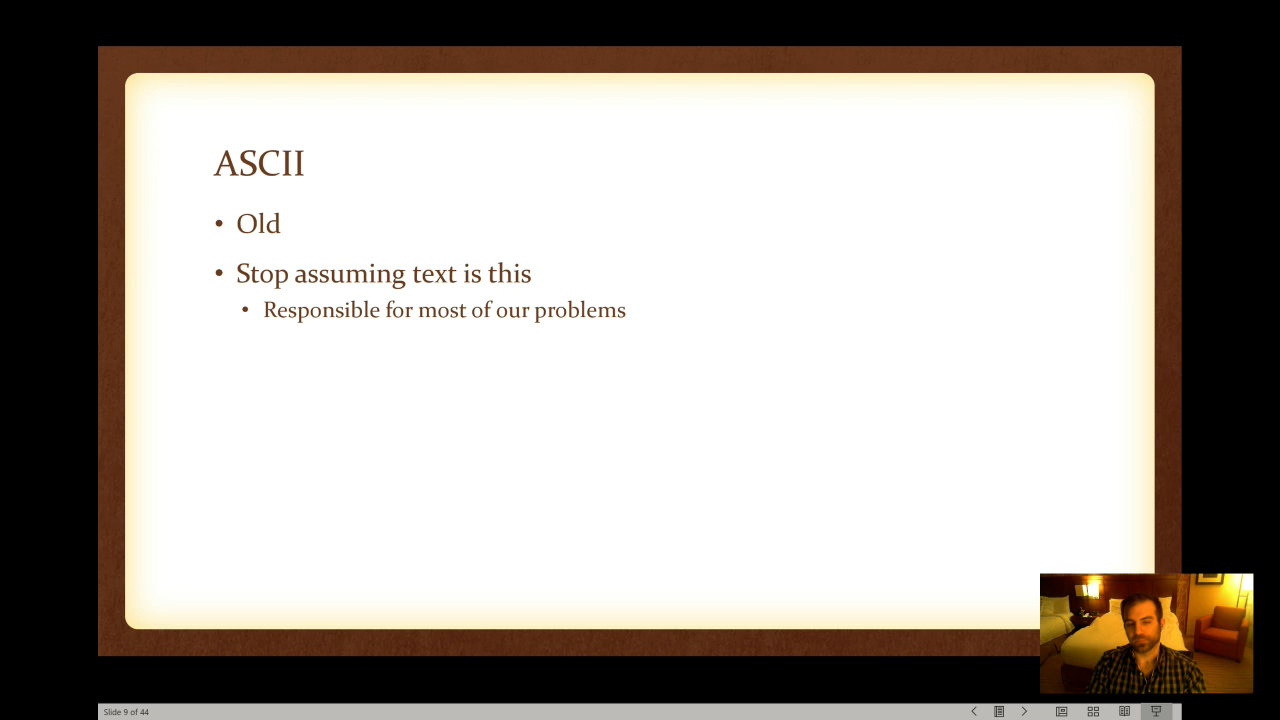 ASCII
• Old
• Stop assuming text is this
• Responsible for most of our problems
Slide 9 of 44